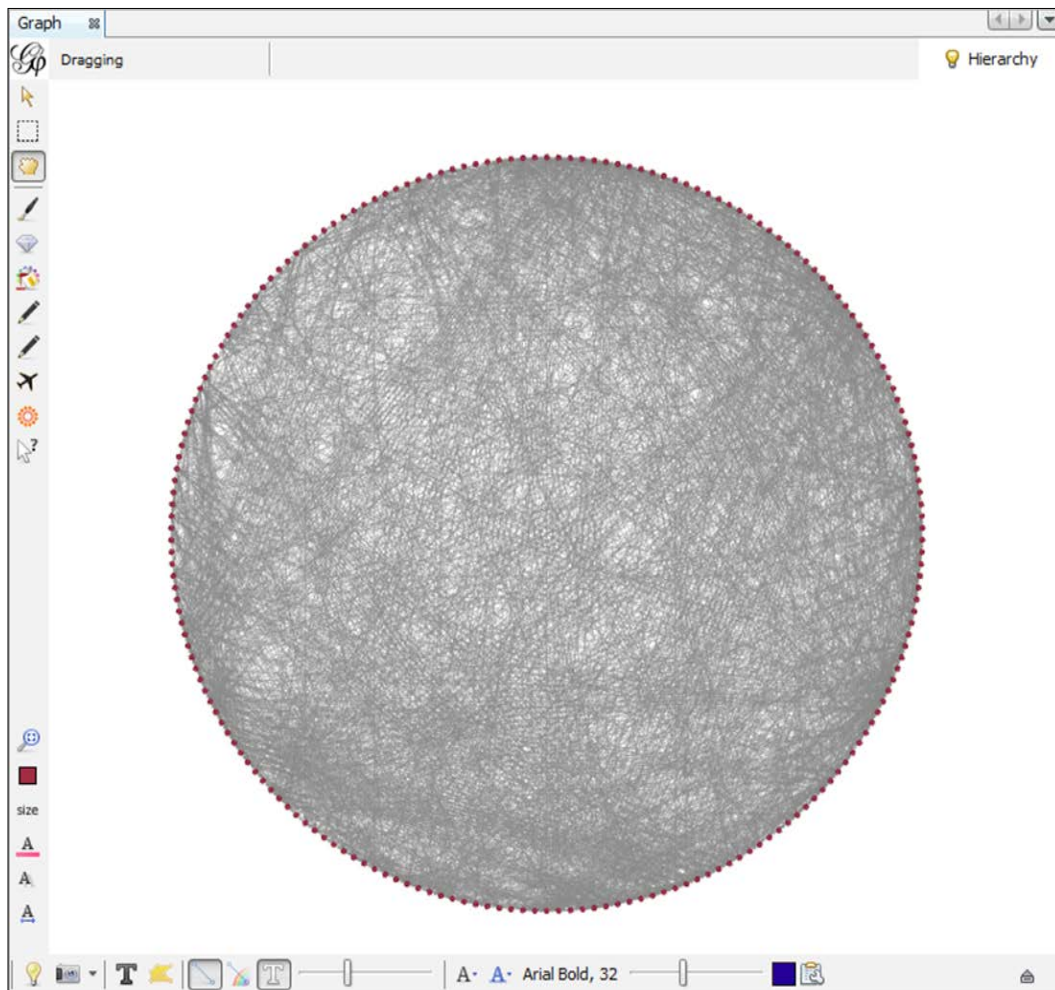 Graph
Dragging
Hierarchy
size
A
A
A
T T A- A- Arial Bold, 32